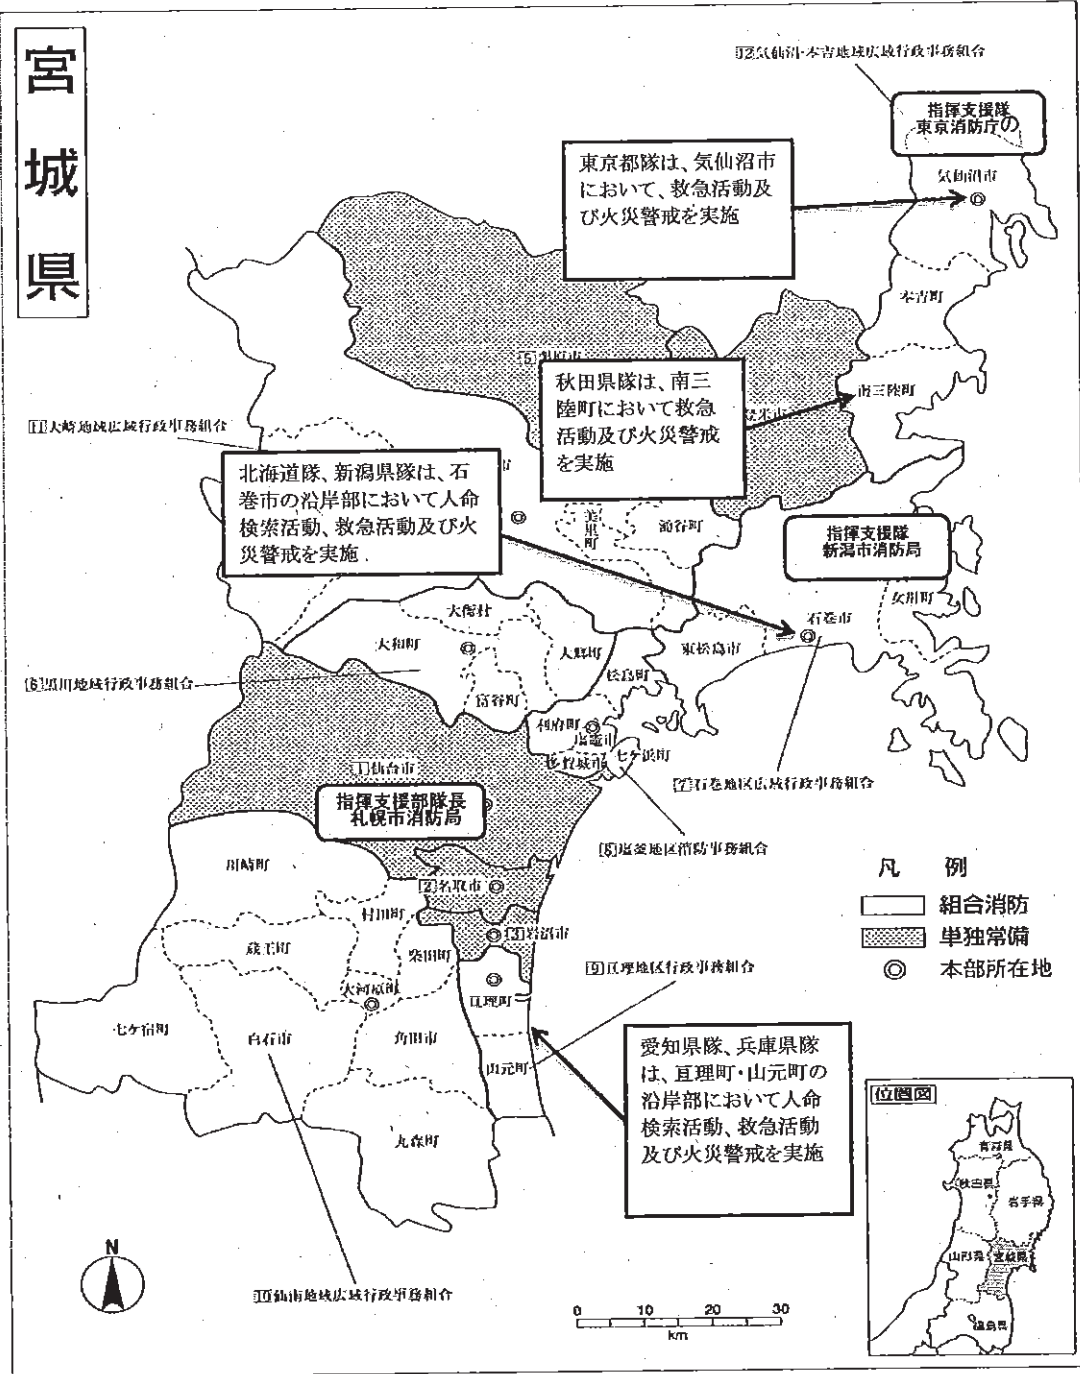 宮城県
[12]気仙沼・本吉地域広域行政事務組合
指揮支援隊
東京消防庁の
東京都隊は、気仙沼市
において、救急活動及
び火災警戒を実施
気仙沼市
本吉町
南三陸町
秋田県隊は、南三
陸町において救急
活動及び火災警戒
を実施
登米市
[11]大崎地域広域行政事務組合
北海道隊、新潟県隊は、石
巻市の沿岸部において人命
検索活動、救急活動及び火
災警戒を実施
美里町
涌谷町
指揮支援隊
新潟市消防局
女川町
石巻市
東松島市
大衡村
大和町
大郷町
松島町
[6]黒川地域行政事務組合
富谷町
利府町
塩竈市
多賀城市
七ヶ浜町
[1]仙台市
[7]石巻地区広域行政事務組合
指揮支援部隊長
札幌市消防局
[8]塩釜地区消防事務組合
川崎町
[2]名取市
村田町
[3]岩沼市
蔵王町
柴田町
[9]亘理地区行政事務組合
大河原町
亘理町
七ケ宿町
白石市
角田市
山元町
丸森町
愛知県隊、兵庫県隊
は、亘理町・山元町の
沿岸部において人命
検索活動、救急活動
及び火災警戒を実施
凡 例
組合消防
単独常備
本部所在地
位置図
青森県
秋田県
岩手県
山形県
宮城県
福島県
N
[10]仙南地域広域行政事務組合
0 10 20 30
km